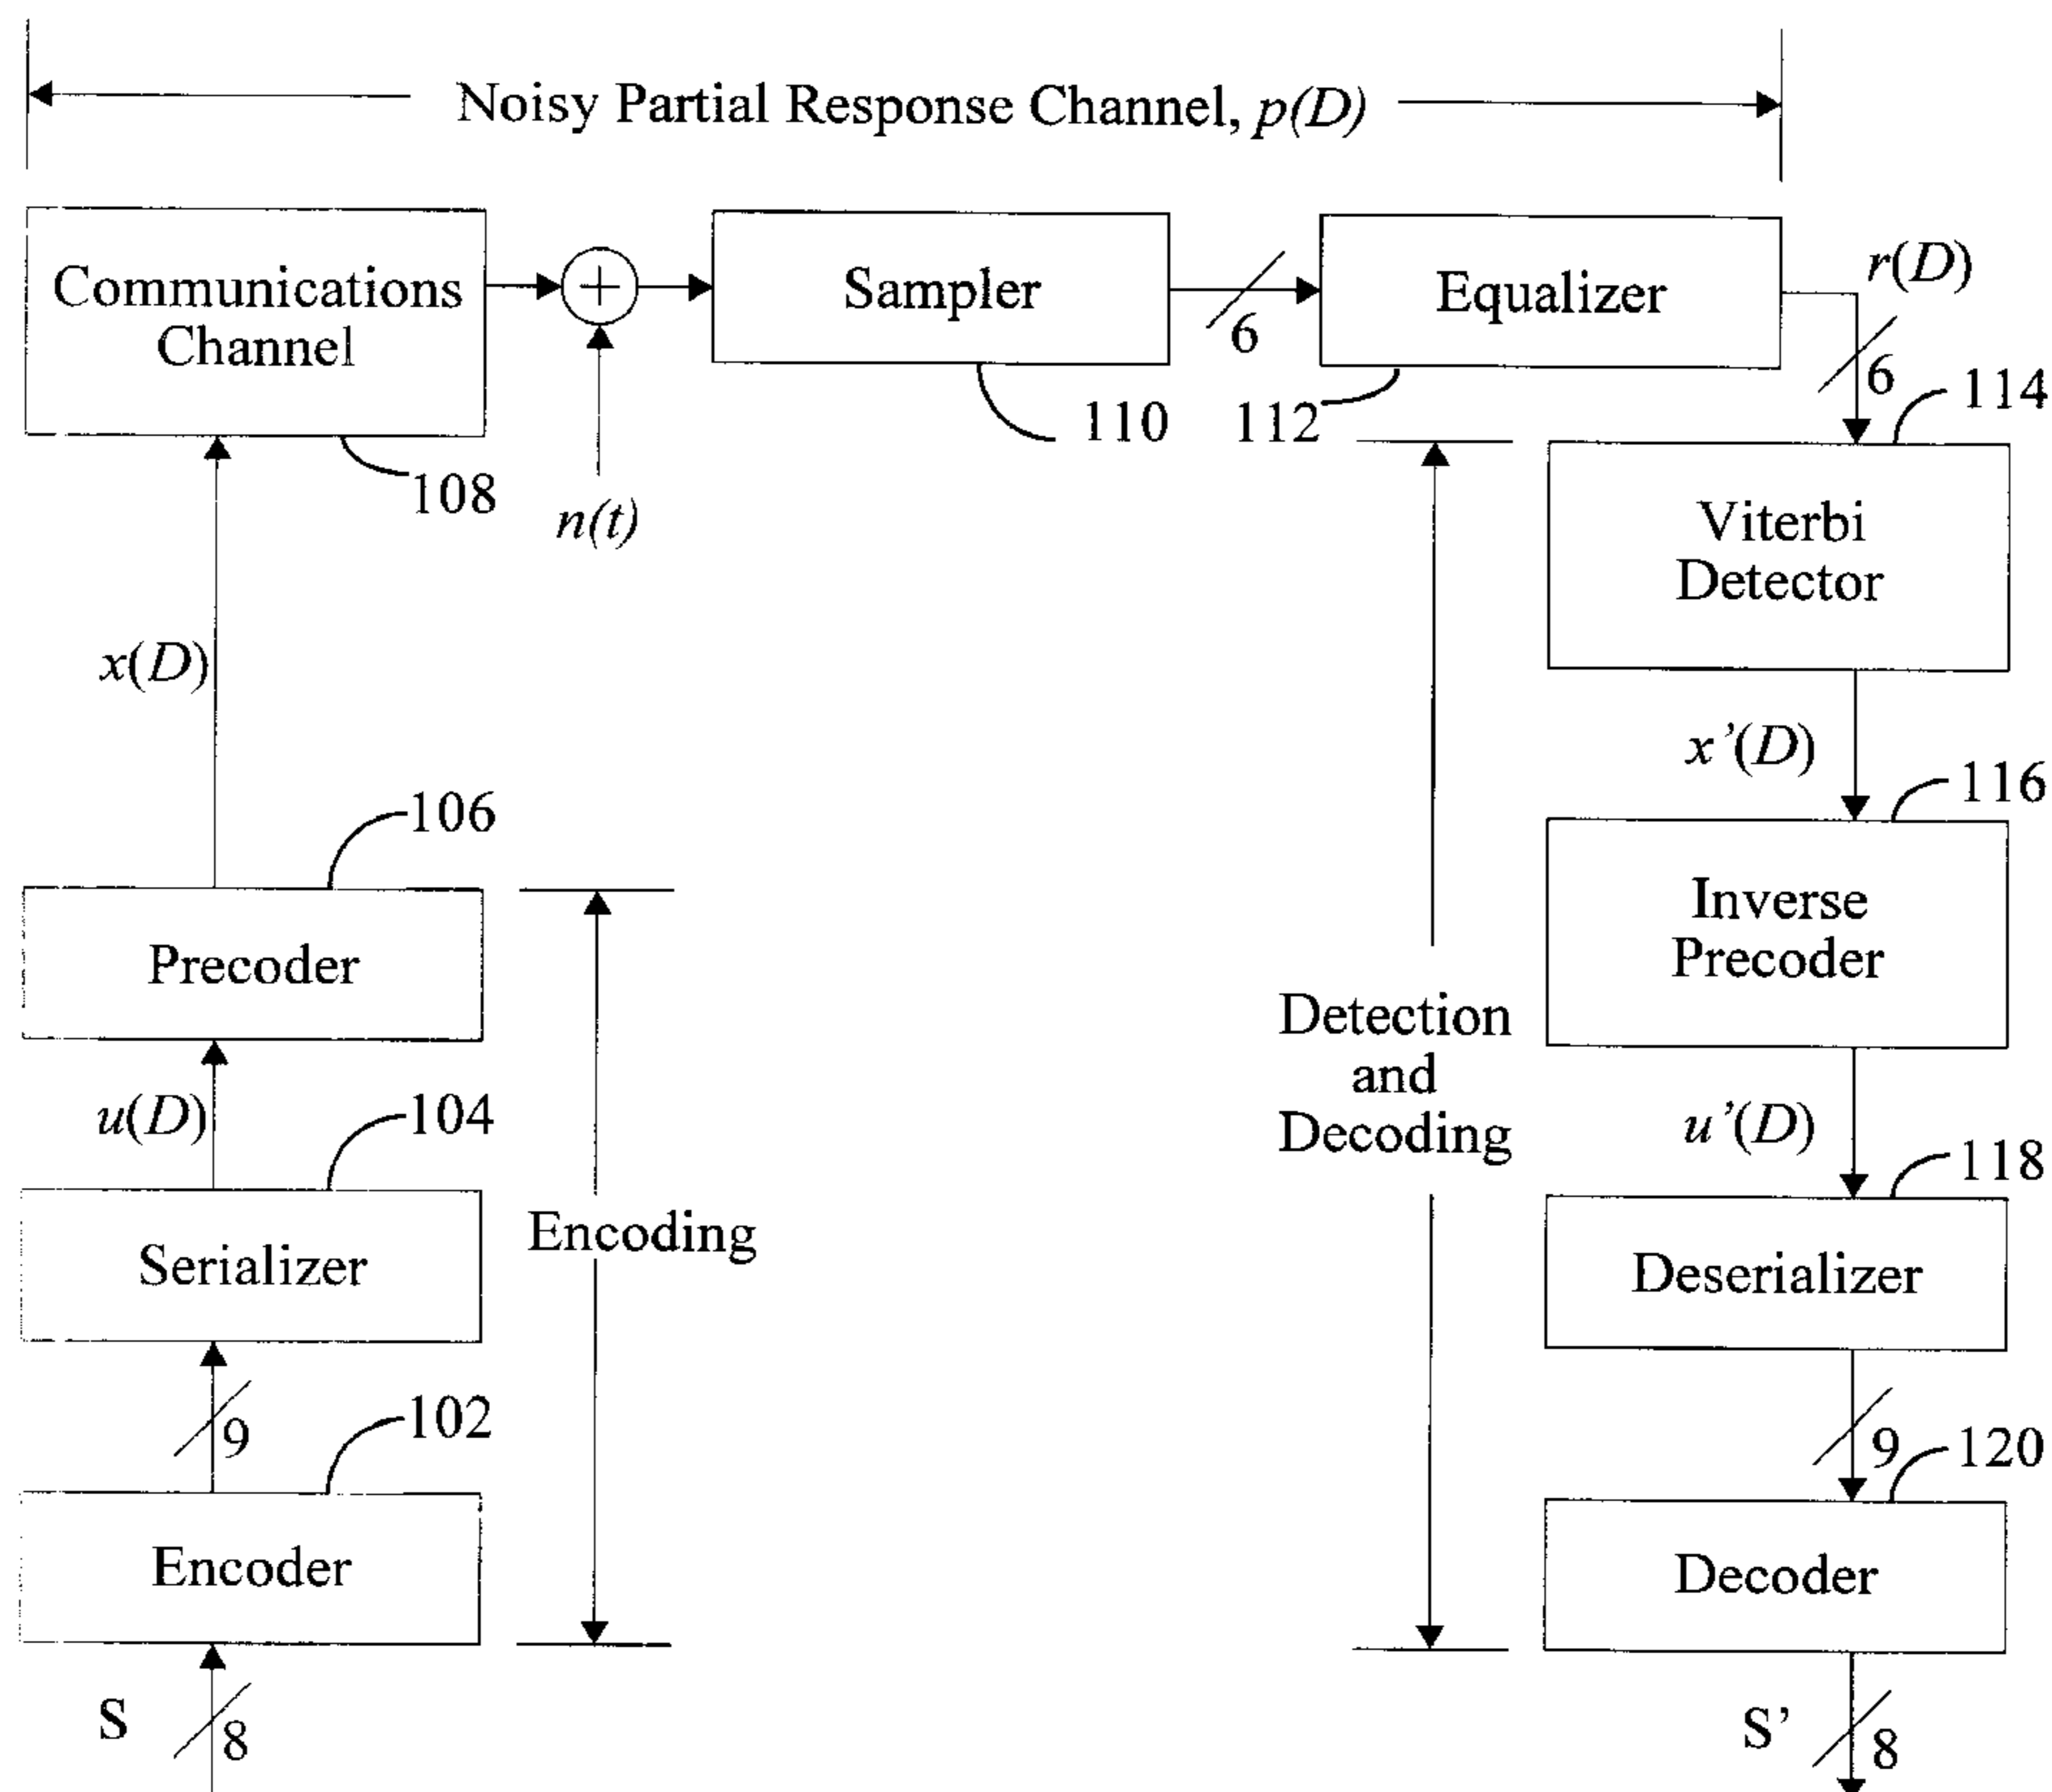 Noisy Partial Response Channel, p(D)
Communications
Channel
+
Sampler
6
Equalizer
r(D)
6
108
n(t)
110
112
114
Viterbi
Detector
x(D)
x’(D)
116
106
Precoder
Inverse
Precoder
Detection
and
Decoding
u(D)
104
u’(D)
118
Serializer
Encoding
Deserializer
9
102
9
120
Encoder
Decoder
S
8
S’
8